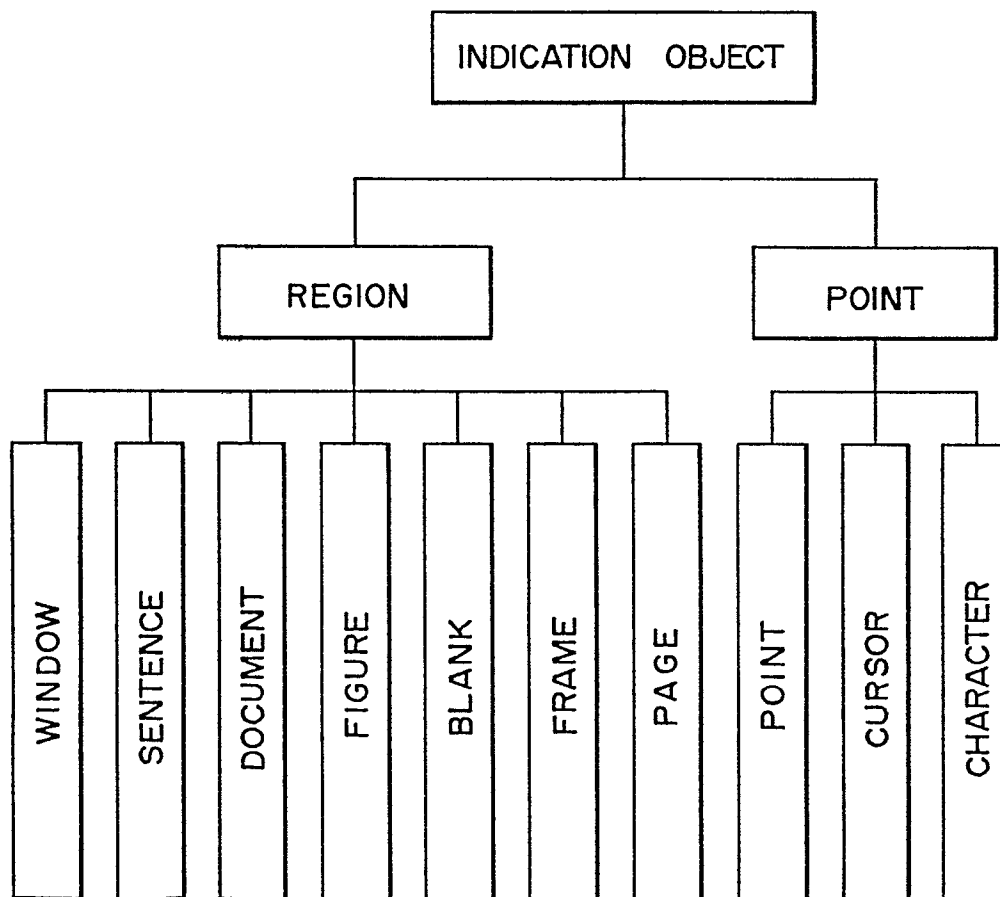 INDICATION OBJECT
REGION
POINT
WINDOW
SENTENCE
DOCUMENT
FIGURE
BLANK
FRAME
PAGE
POINT
CURSOR
CHARACTER